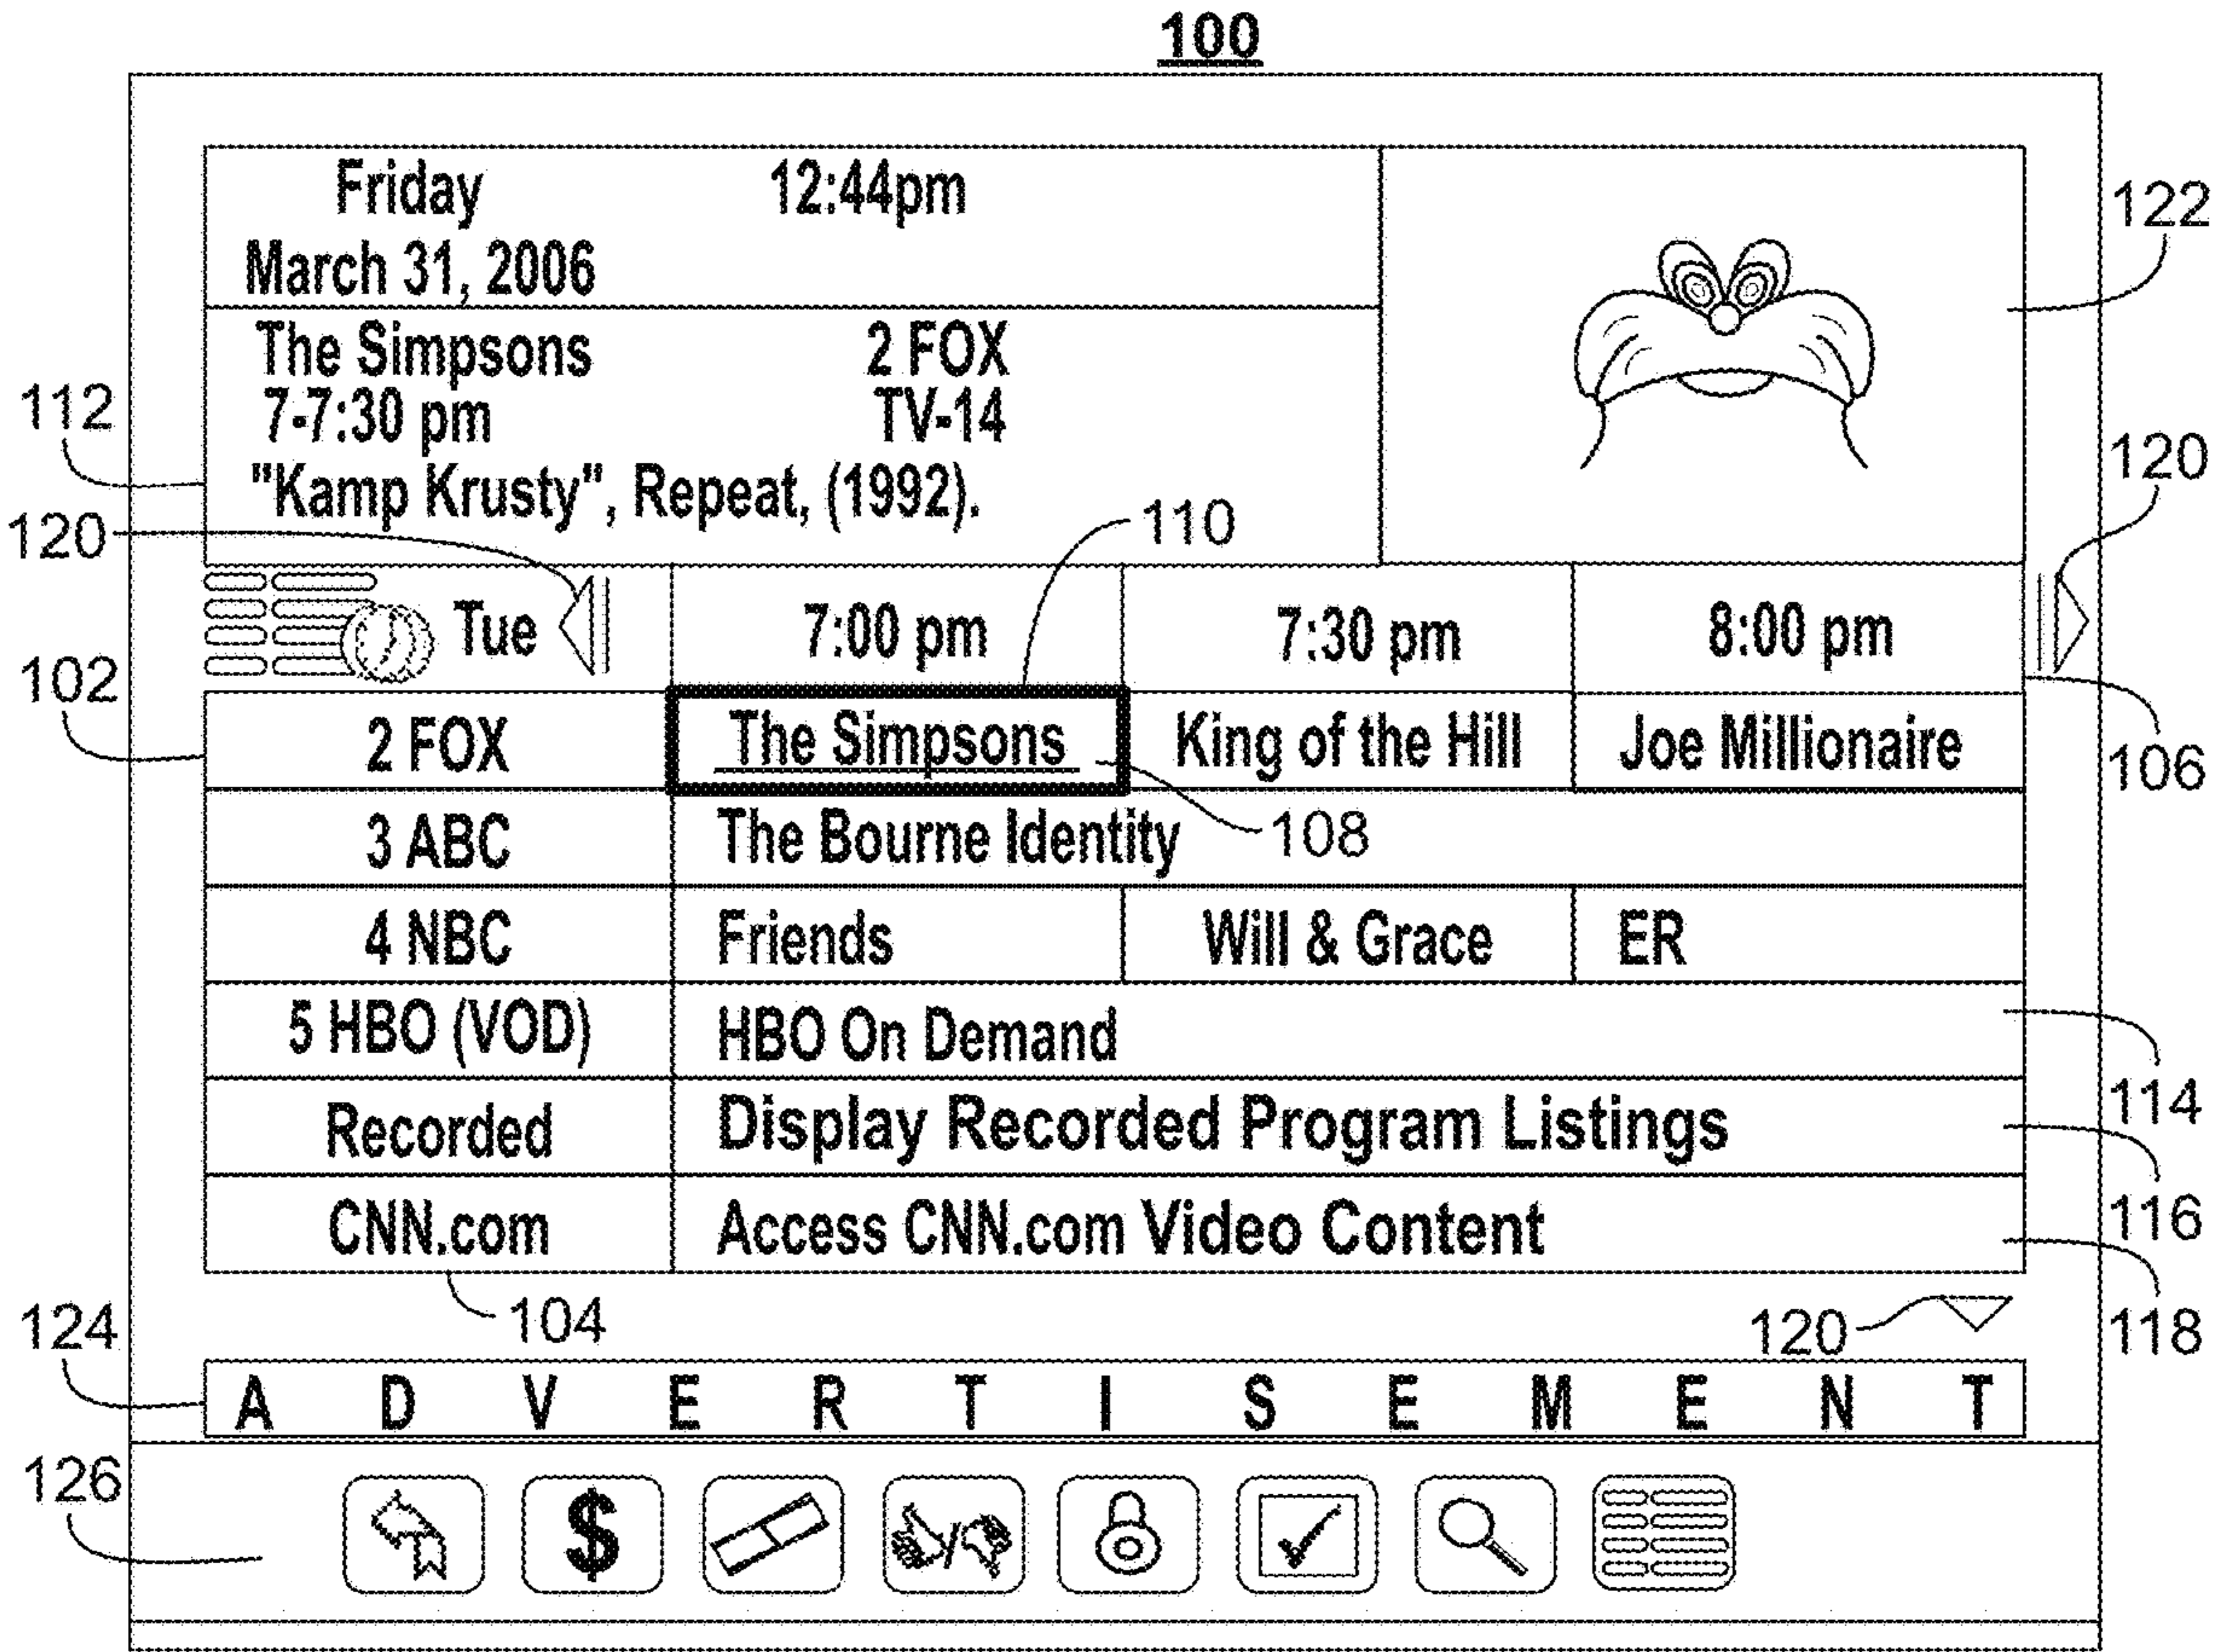 100
Friday 12:44pm
March 31, 2006
122
The Simpsons 2 FOX
112 7-7:30 pm TV-14
120
"Kamp Krusty", Repeat, (1992).
120 110
Tue 7:00 pm 7:30 pm 8:00 pm
102
2 FOX The Simpsons King of the Hill Joe Millionaire
106
3 ABC The Bourne Identity 108
4 NBC Friends Will & Grace ER
5 HBO (VOD) HBO On Demand
114
Recorded Display Recorded Program Listings
116
CNN.com Access CNN.com Video Content
124 104 120 118
A D V E R T I S E M E N T
126 $